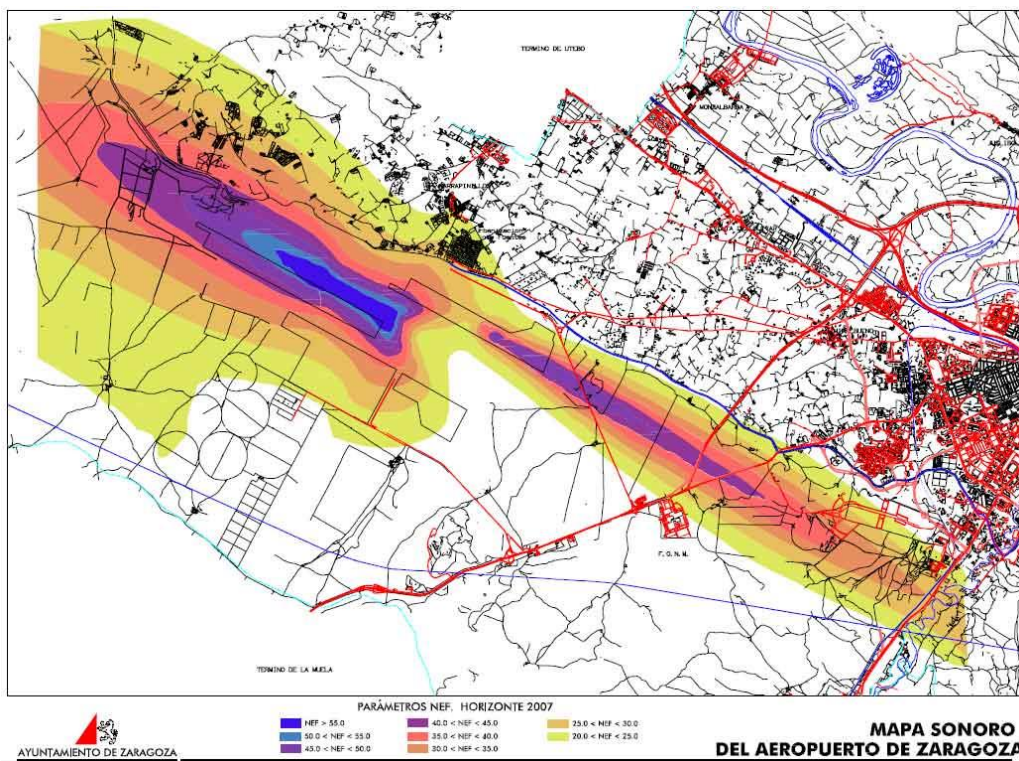 TERMINO DE UTEBO
MONZALBARBA
GARRAPINILLOS
F. O. N. M.
TERMINO DE LA MUELA
PARÁMETROS NEF. HORIZONTE 2007
NEF > 55.0
50.0 < NEF < 55.0
45.0 < NEF < 50.0
40.0 < NEF < 45.0
35.0 < NEF < 40.0
30.0 < NEF < 35.0
25.0 < NEF < 30.0
20.0 < NEF < 25.0
AYUNTAMIENTO DE ZARAGOZA
MAPA SONORO
DEL AEROPUERTO DE ZARAGOZA